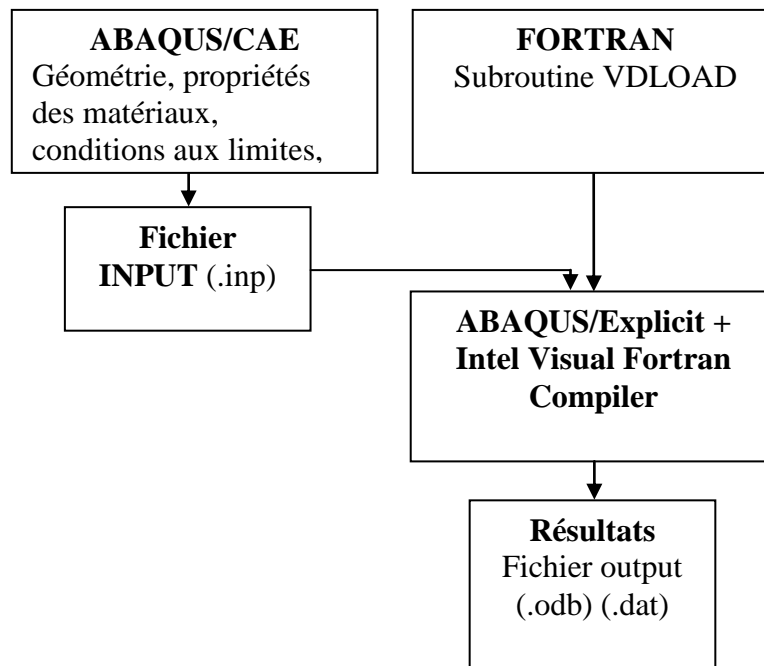 ABAQUS/CAE
Géométrie, propriétés
des matériaux,
conditions aux limites,
FORTRAN
Subroutine VDLOAD
Fichier
INPUT (.inp)
ABAQUS/Explicit +
Intel Visual Fortran
Compiler
Résultats
Fichier output
(.odb) (.dat)